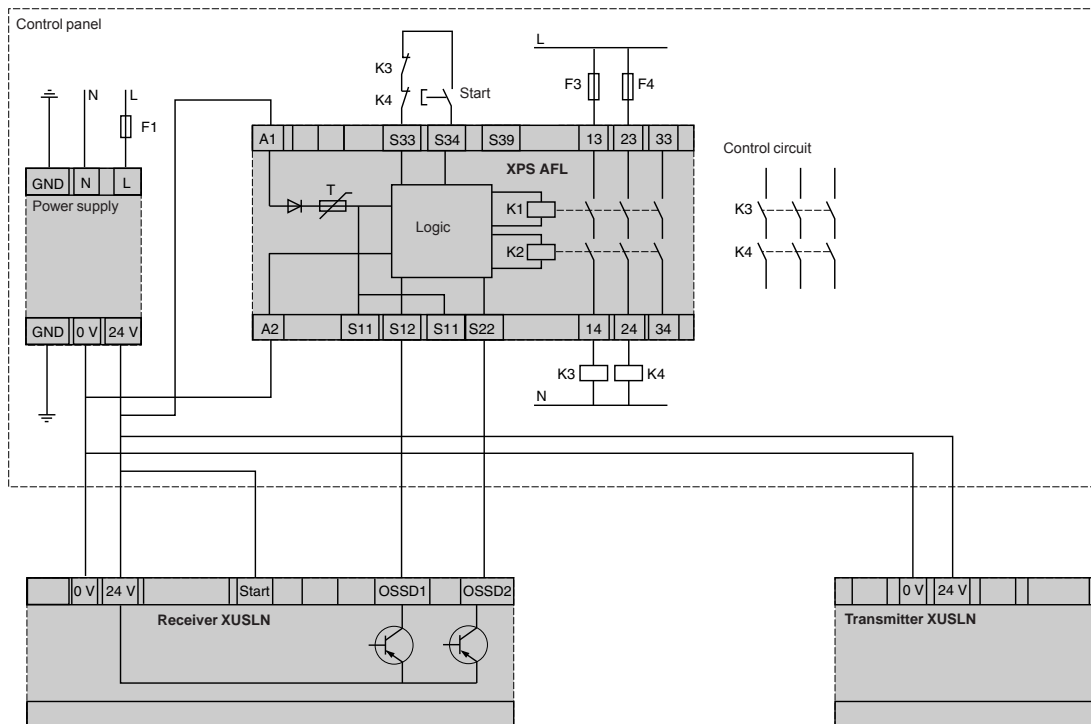 Control panel
L
K3
F3
F4
N
L
K4
Start
F1
A1
S33
S34
S39
13
23
33
Control circuit
XPS AFL
GND
N
L
T
Power supply
K1
K3
Logic
K2
K4
GND
0 V
24 V
A2
S11
S12
S11
S22
14
24
34
K3
K4
N
0 V
24 V
Start
OSSD1
OSSD2
0 V
24 V
Receiver XUSLN
Transmitter XUSLN